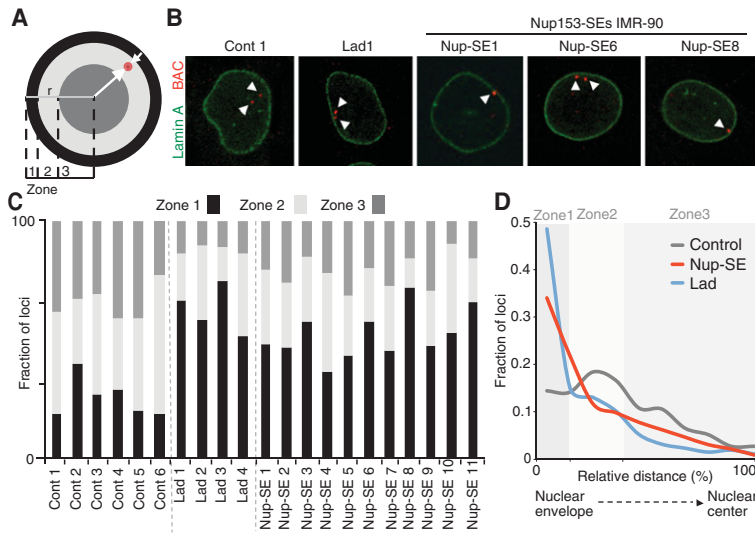 A
r
1 2 3
Zone
B
Nup153-SEs IMR-90
Cont 1 Lad1 Nup-SE1 Nup-SE6 Nup-SE8
Lamin A BAC
C
Zone 1 Zone 2 Zone 3
100
0
Fraction of loci
Cont 1
Cont 2
Cont 3
Cont 4
Cont 5
Cont 6
Lad 1
Lad 2
Lad 3
Lad 4
Nup-SE 1
Nup-SE 2
Nup-SE 3
Nup-SE 4
Nup-SE 5
Nup-SE 6
Nup-SE 7
Nup-SE 8
Nup-SE 9
Nup-SE 10
Nup-SE 11
D
Zone1 Zone2 Zone3
Control
Nup-SE
Lad
0.5
0.4
0.3
0.2
0.1
0
Fraction of loci
0 Relative distance (%) 100
Nuclear envelope
Nuclear center